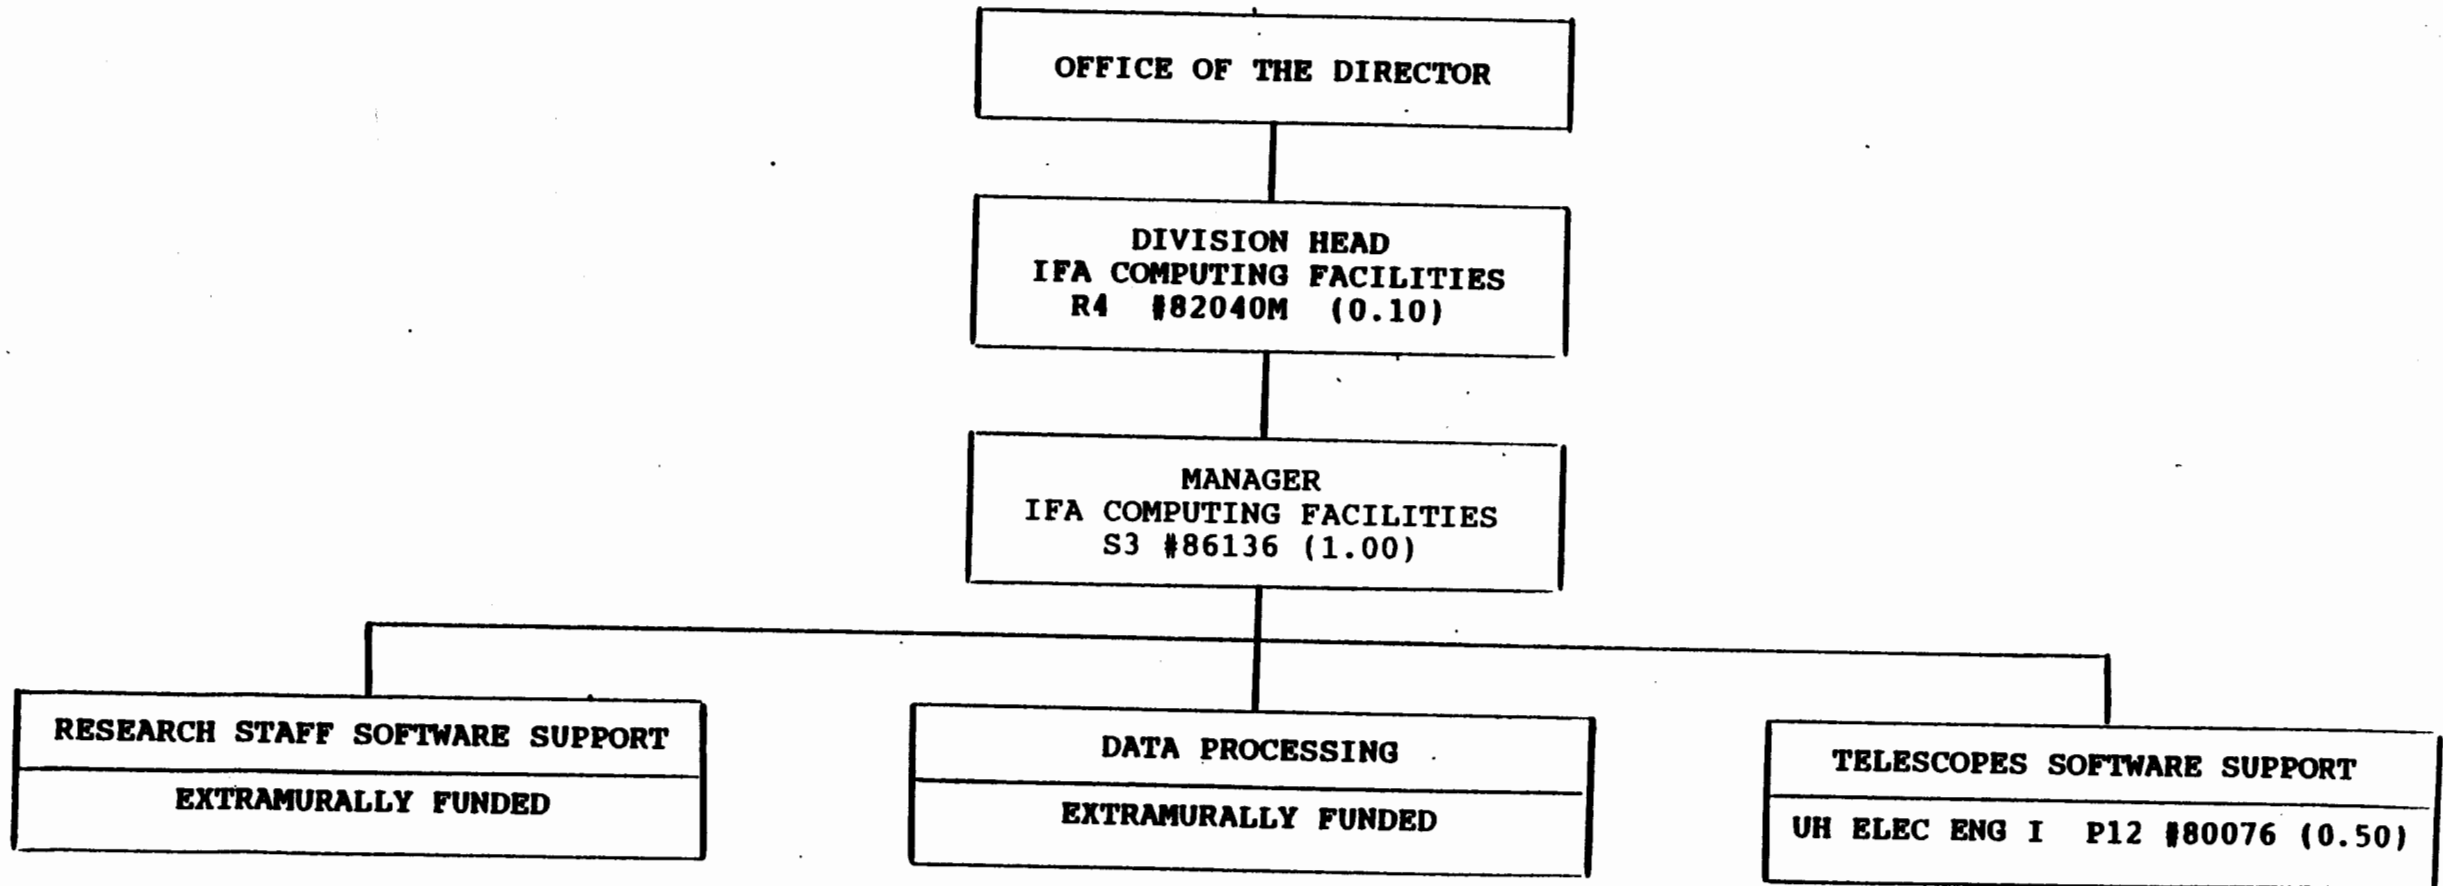 OFFICE OF THE DIRECTOR
DIVISION HEAD
IFA COMPUTING FACILITIES
R4 #82040M (0.10)
MANAGER
IFA COMPUTING FACILITIES
S3 #86136 (1.00)
RESEARCH STAFF SOFTWARE SUPPORT
EXTRAMURALLY FUNDED
DATA PROCESSING
EXTRAMURALLY FUNDED
TELESCOPES SOFTWARE SUPPORT
UH ELEC ENG I P12 #80076 (0.50)